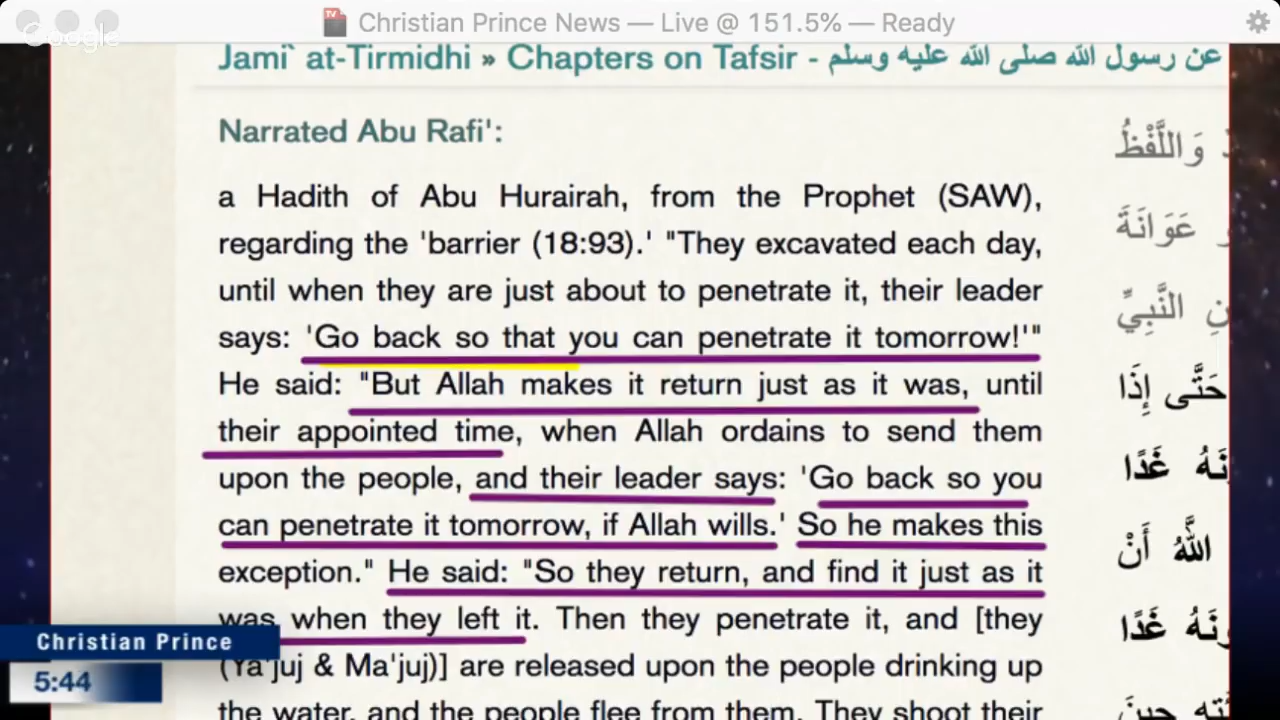 Christian Prince News — Live @ 151.5% — Ready
Google
Jami` at-Tirmidhi » Chapters on Tafsir - عن رسول الله صلى الله عليه وسلم
Narrated Abu Rafi':
a Hadith of Abu Hurairah, from the Prophet (SAW),
regarding the 'barrier (18:93).' "They excavated each day,
until when they are just about to penetrate it, their leader
says: 'Go back so that you can penetrate it tomorrow!'"
He said: "But Allah makes it return just as it was, until
their appointed time, when Allah ordains to send them
upon the people, and their leader says: 'Go back so you
can penetrate it tomorrow, if Allah wills.' So he makes this
exception." He said: "So they return, and find it just as it
was when they left it. Then they penetrate it, and [they
(Ya'juj & Ma'juj)] are released upon the people drinking up
the water, and the people flee from them. They shoot their
وَاللَّفْظُ
عَوَانَةَ
النَّبِيِّ
حَتَّى إِذَا
غَدًا
اللَّهُ أَنْ
غَدًا
حِينَ
Christian Prince
5:44